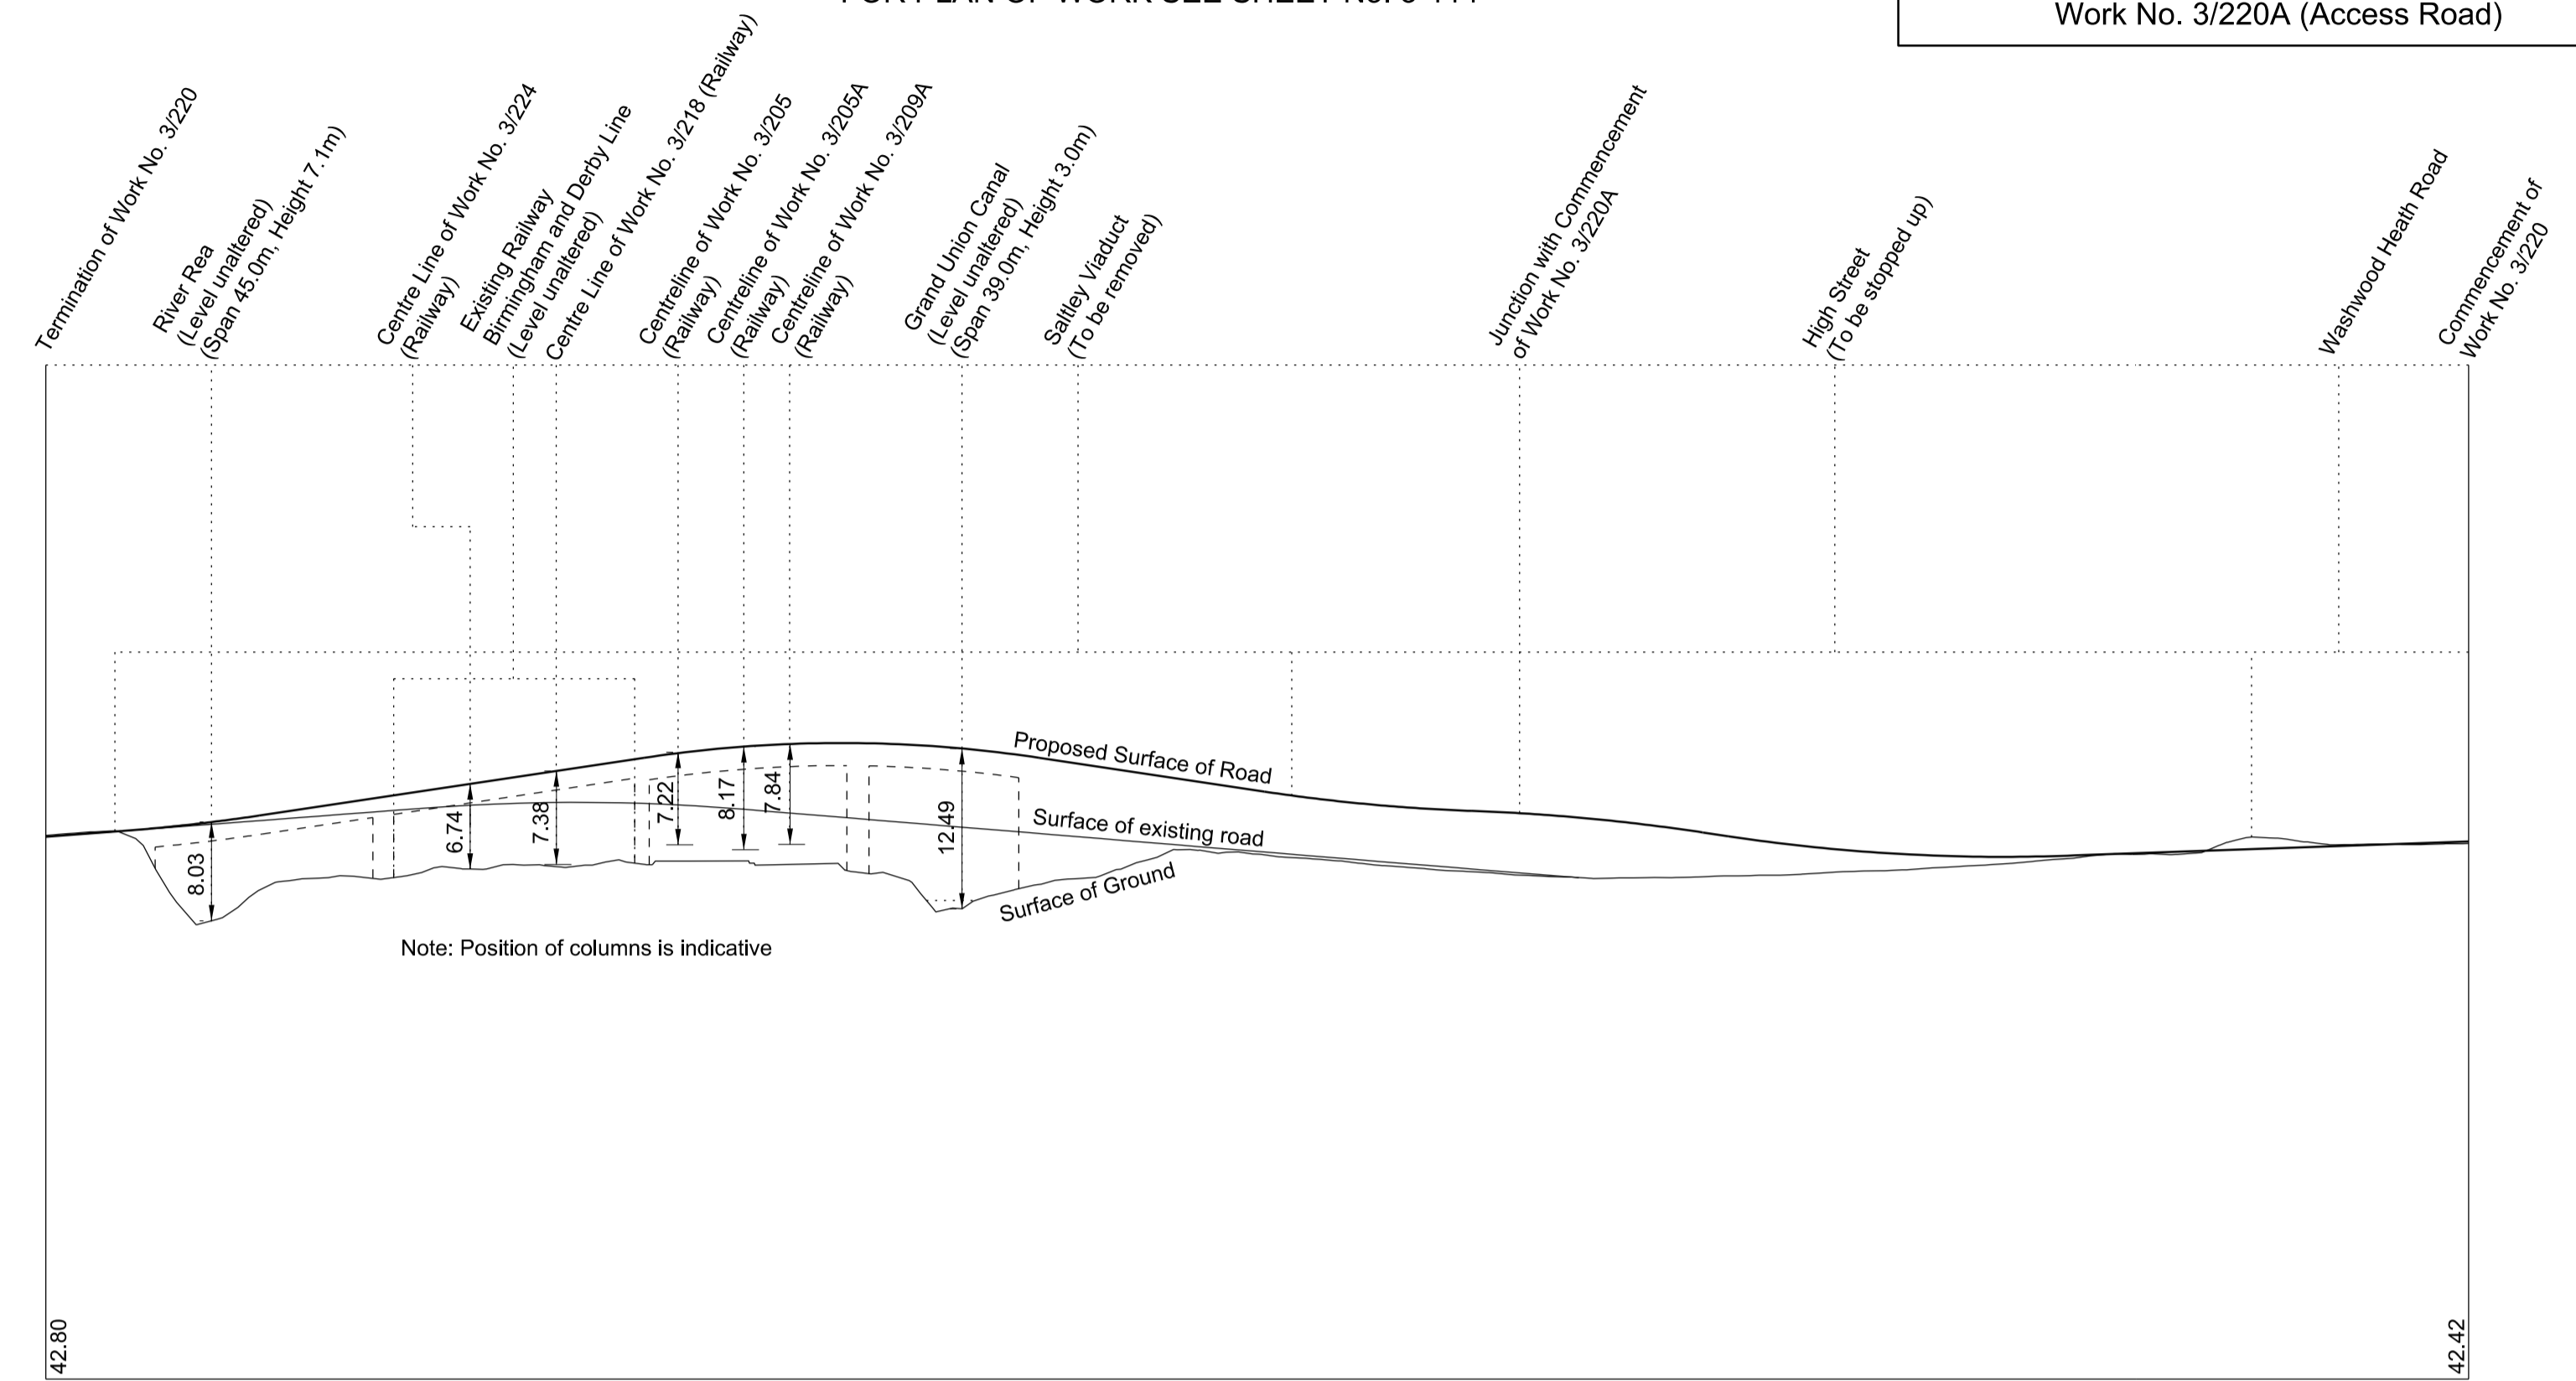 Work No. 3/220A (Access Road)
Termination of Work No. 3/220
River Rea
(Level unaltered)
(Span 45.0m, Height 7.1m)
Centre Line of Work No. 3/224
(Railway)
Existing Railway
Birmingham and Derby Line
(Level unaltered)
Centre Line of Work No. 3/218 (Railway)
Centreline of Work No. 3/205
(Railway)
Centreline of Work No. 3/205A
(Railway)
Centreline of Work No. 3/209A
(Railway)
Grand Union Canal
(Level unaltered)
(Span 39.0m, Height 3.0m)
Saltley Viaduct
(To be removed)
Junction with Commencement
of Work No. 3/220A
High Street
(To be stopped up)
Washwood Heath Road
Commencement of
Work No. 3/220
Proposed Surface of Road
Surface of existing road
Surface of Ground
8.03
6.74
7.38
7.22
8.17
7.84
12.49
Note: Position of columns is indicative
42.80
42.42